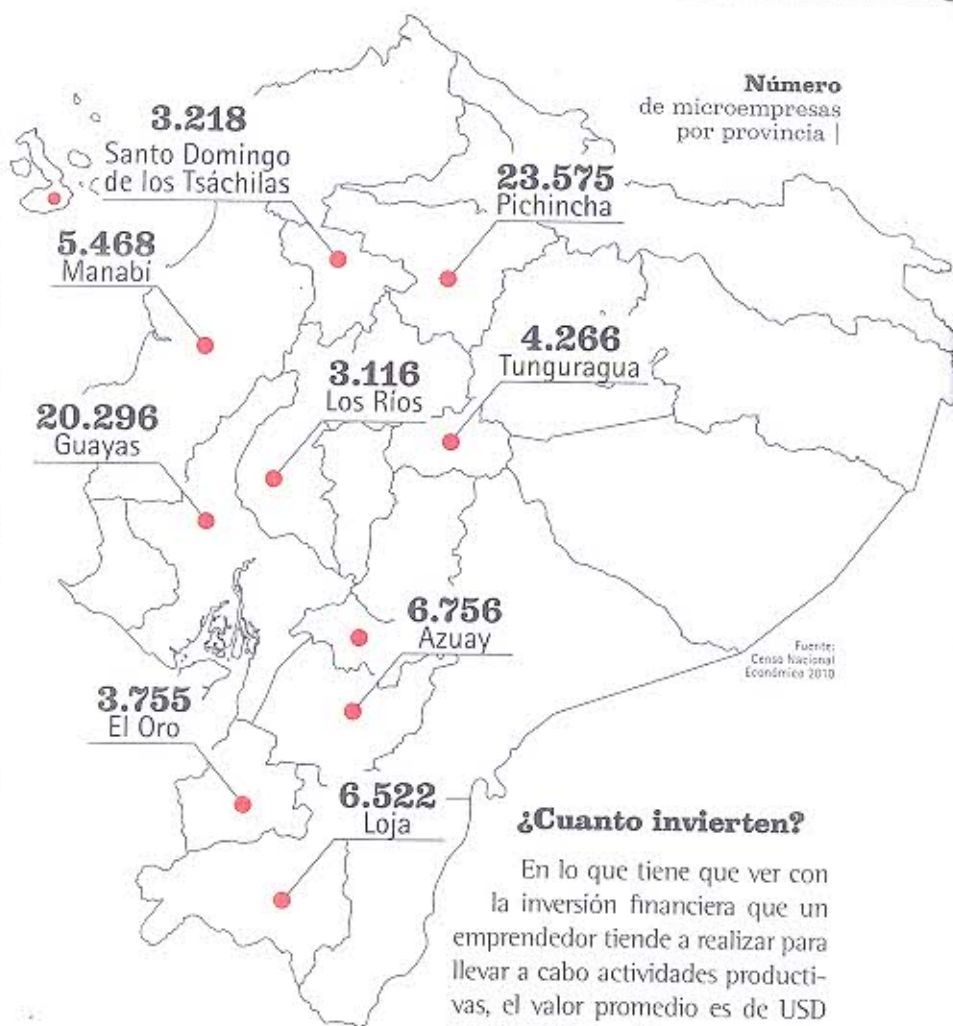 Número
de microempresas
por provincia |
3.218
Santo Domingo
de los Tsáchilas
23.575
Pichincha
5.468
Manabí
4.266
Tunguragua
3.116
Los Ríos
20.296
Guayas
6.756
Azuay
Fuente:
Censo Nacional
Económico 2010
3.755
El Oro
6.522
Loja
¿Cuanto invierten?
En lo que tiene que ver con
la inversión financiera que un
emprendedor tiende a realizar para
llevar a cabo actividades producti-
vas, el valor promedio es de USD